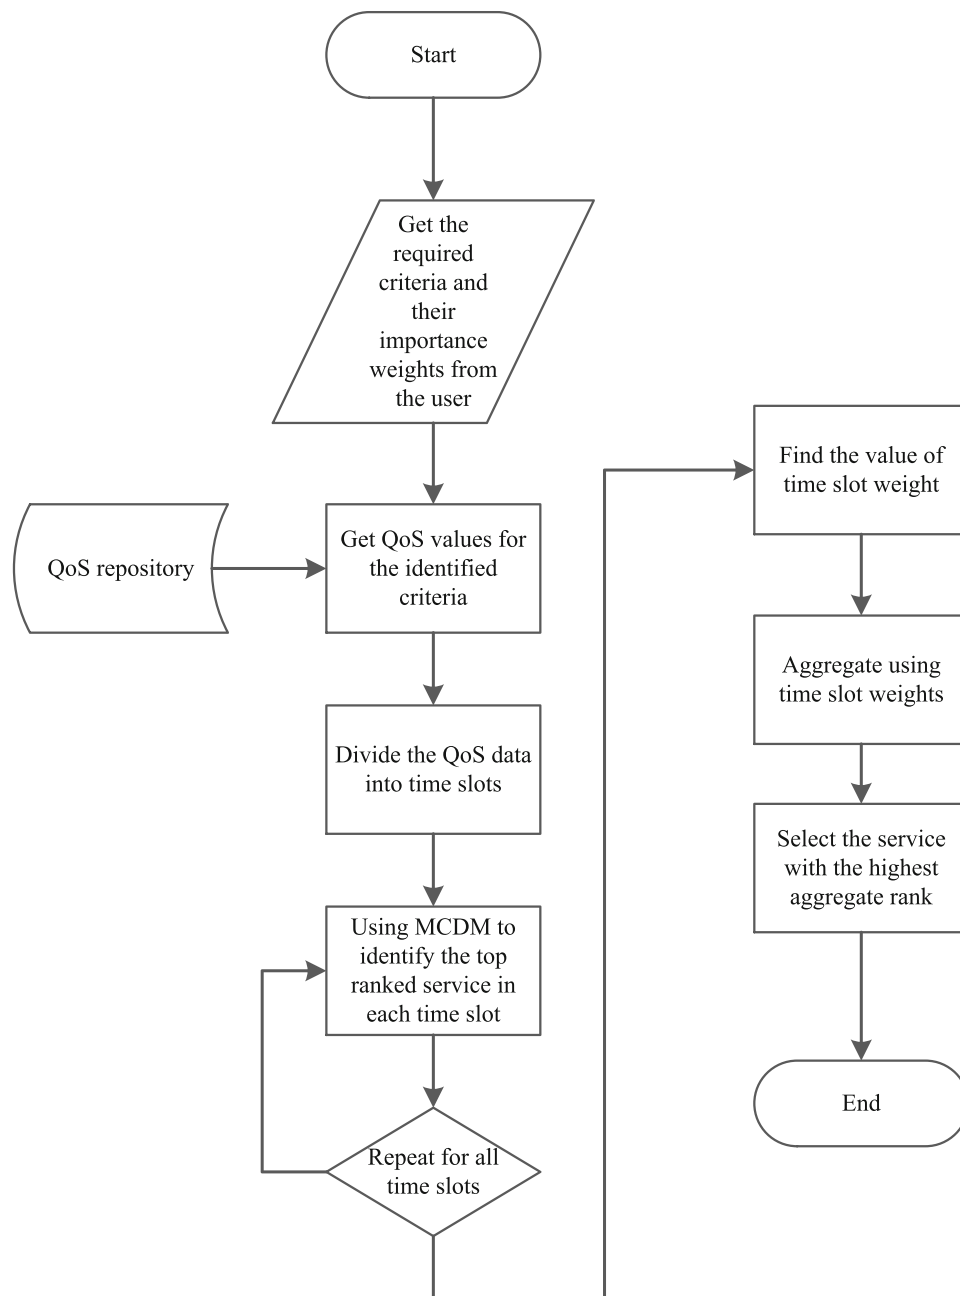 Start
Get the
required
criteria and
their
importance
weights from
the user
QoS repository
Get QoS values for
the identified
criteria
Divide the QoS data
into time slots
Using MCDM to
identify the top
ranked service in
each time slot
Repeat for all
time slots
Find the value of
time slot weight
Aggregate using
time slot weights
Select the service
with the highest
aggregate rank
End